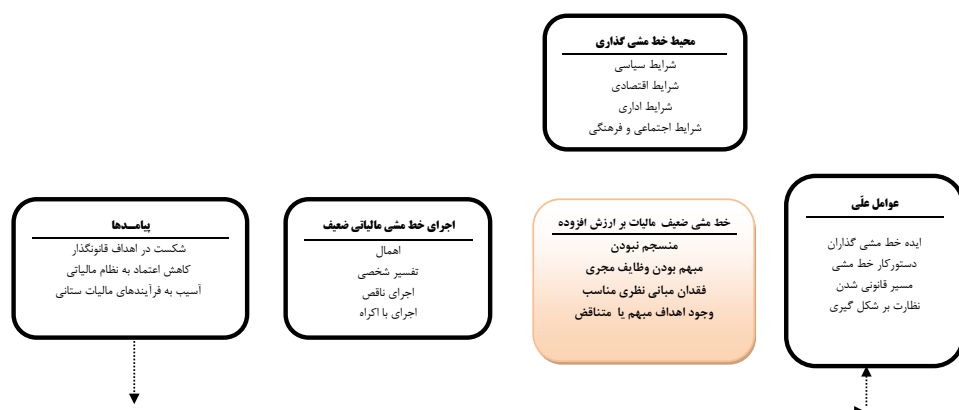 محیط خط مشی گذاری
شرایط سیاسی
شرایط اقتصادی
شرایط اداری
شرایط اجتماعی و فرهنگی
عوامل علّی
ایده خط مشی گذاران
دستورکار خط مشی
مسیر قانونی شدن
نظارت بر شکل گیری
خط مشی ضعیف مالیات بر ارزش افزوده
منسجم نبودن
مبهم بودن وظایف مجری
فقدان مبانی نظری مناسب
وجود اهداف مبهم یا متناقض
اجرای خط مشی مالیاتی ضعیف
اهمال
تفسیر شخصی
اجرای ناقص
اجرای با اکراه
پیامــدها
شکست در اهداف قانونگذار
کاهش اعتماد به نظام مالیاتی
آسیب به فرآیندهای مالیات ستانی